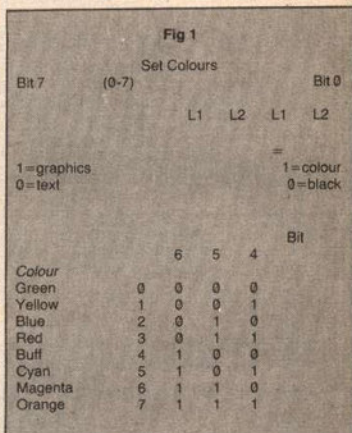 Fig 1
Set Colours
Bit 7 (0-7) Bit 0
L1 L2 L1 L2
=
1=graphics 1=colour
0=text 0=black
Bit
6 5 4
Colour
Green 0 0 0 0
Yellow 1 0 0 1
Blue 2 0 1 0
Red 3 0 1 1
Buff 4 1 0 0
Cyan 5 1 0 1
Magenta 6 1 1 0
Orange 7 1 1 1